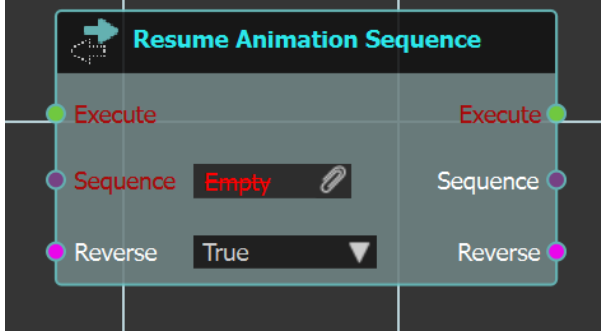 Resume Animation Sequence
Execute Execute
Sequence Empty Sequence
Reverse True Reverse